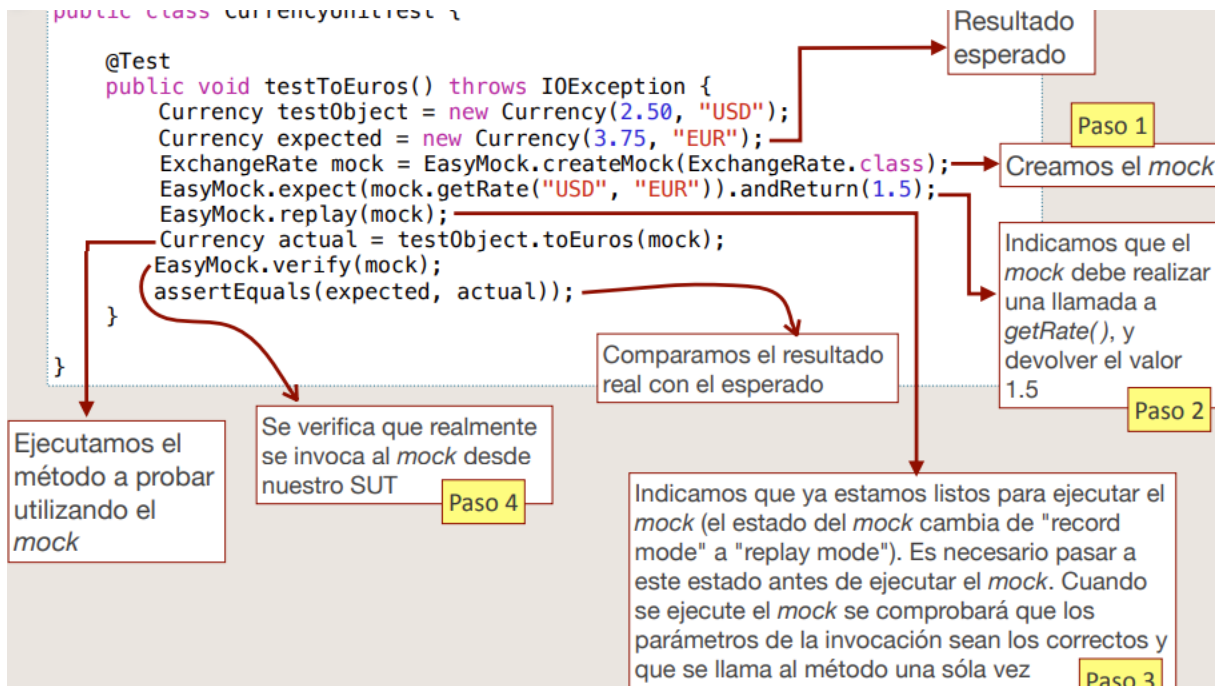 public class CurrencyUnitTest {
@Test
public void testToEuros() throws IOException {
Currency testObject = new Currency(2.50, "USD");
Currency expected = new Currency(3.75, "EUR");
ExchangeRate mock = EasyMock.createMock(ExchangeRate.class);
EasyMock.expect(mock.getRate("USD", "EUR")).andReturn(1.5);
EasyMock.replay(mock);
Currency actual = testObject.toEuros(mock);
EasyMock.verify(mock);
assertEquals(expected, actual));
}
}
Resultado
esperado
Paso 1
Creamos el mock
Indicamos que el
mock debe realizar
una llamada a
getRate( ), y
devolver el valor
1.5
Paso 2
Comparamos el resultado
real con el esperado
Ejecutamos el
método a probar
utilizando el
mock
Se verifica que realmente
se invoca al mock desde
nuestro SUT
Paso 4
Indicamos que ya estamos listos para ejecutar el
mock (el estado del mock cambia de "record
mode" a "replay mode"). Es necesario pasar a
este estado antes de ejecutar el mock. Cuando
se ejecute el mock se comprobará que los
parámetros de la invocación sean los correctos y
que se llama al método una sóla vez
Paso 3